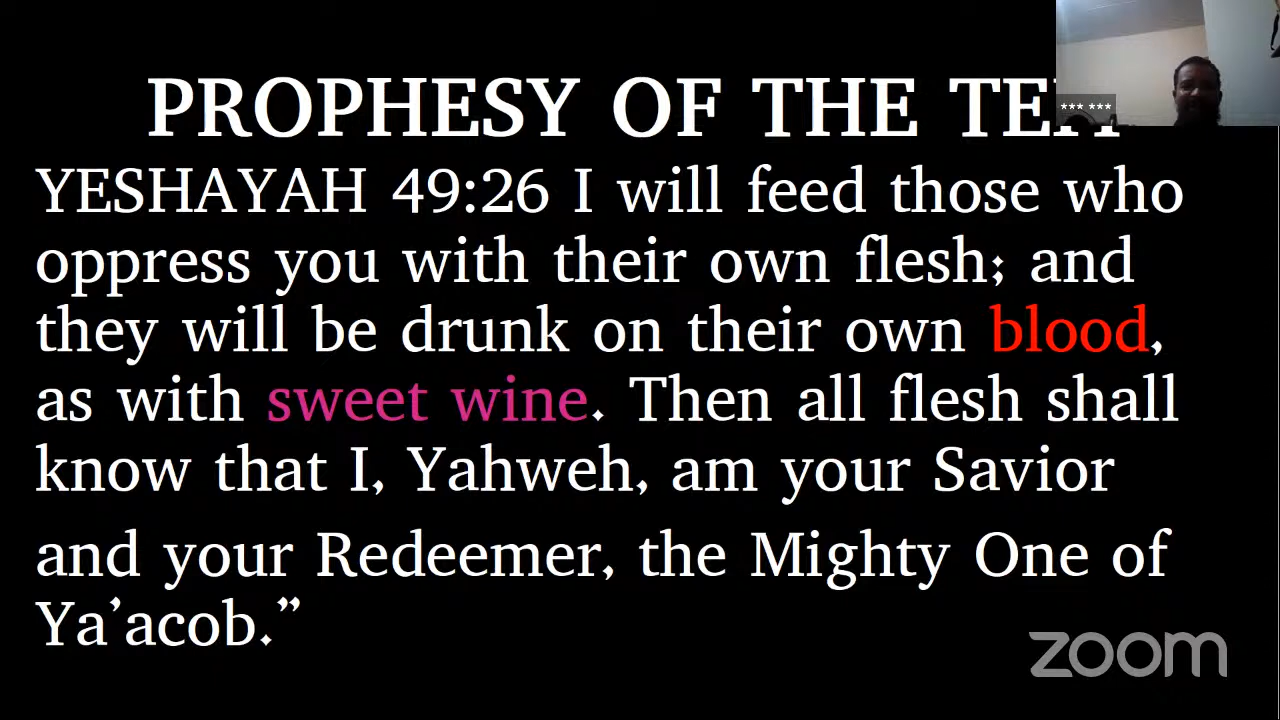 PROPHESY OF THE
*** ***
YESHAYAH 49:26 I will feed those who
oppress you with their own flesh; and
they will be drunk on their own blood,
as with sweet wine. Then all flesh shall
know that I, Yahweh, am your Savior
and your Redeemer, the Mighty One of
Ya’acob.”
zoom